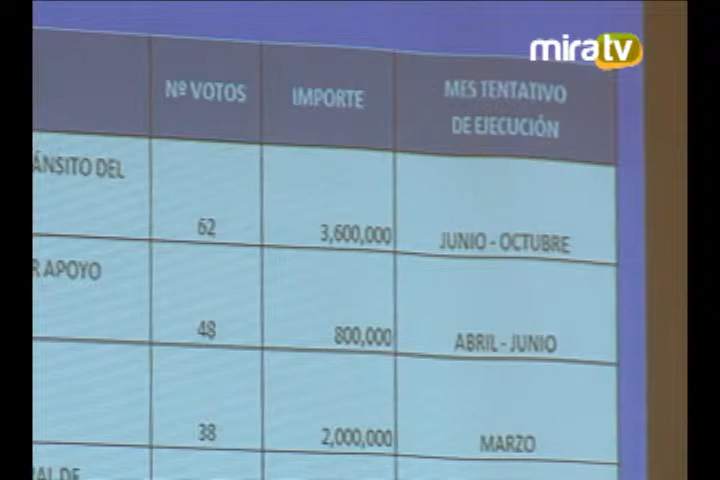 miratv
Nº VOTOS IMPORTE MES TENTATIVO
DE EJECUCIÓN
ÁNSITO DEL
62 3,600,000 JUNIO - OCTUBRE
R APOYO
48 800,000 ABRIL - JUNIO
38 2,000,000 MARZO
DE